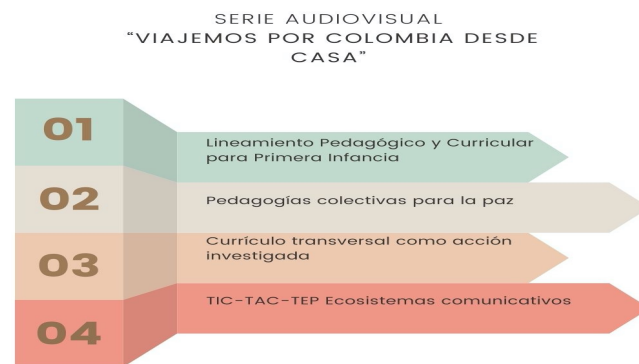 SERIE AUDIOVISUAL
“VIAJEMOS POR COLOMBIA DESDE
CASA”
01
Lineamiento Pedagógico y Curricular
para Primera Infancia
02
Pedagogías colectivas para la paz
03
Currículo transversal como acción
investigada
04
TIC-TAC-TEP Ecosistemas comunicativos